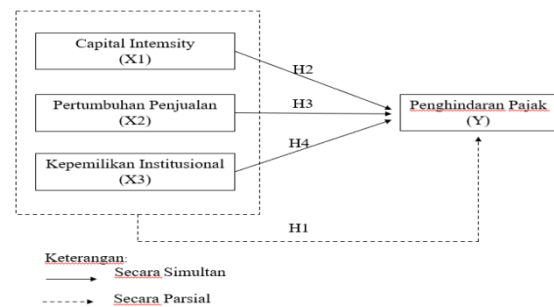 Capital Intemsity
(X1)
H2
Pertumbuhan Penjualan
(X2)
H3
Penghindaran Pajak
(Y)
H4
Kepemilikan Institusional
(X3)
H1
Keterangan:
Secara Simultan
Secara Parsial